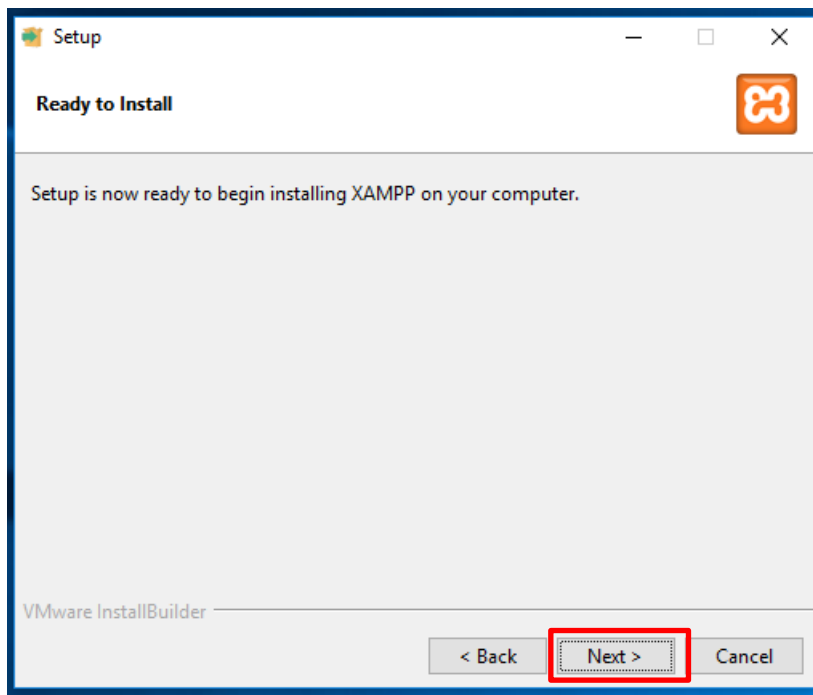 Setup
Ready to Install
Setup is now ready to begin installing XAMPP on your computer.
VMware InstallBuilder
< Back Next > Cancel